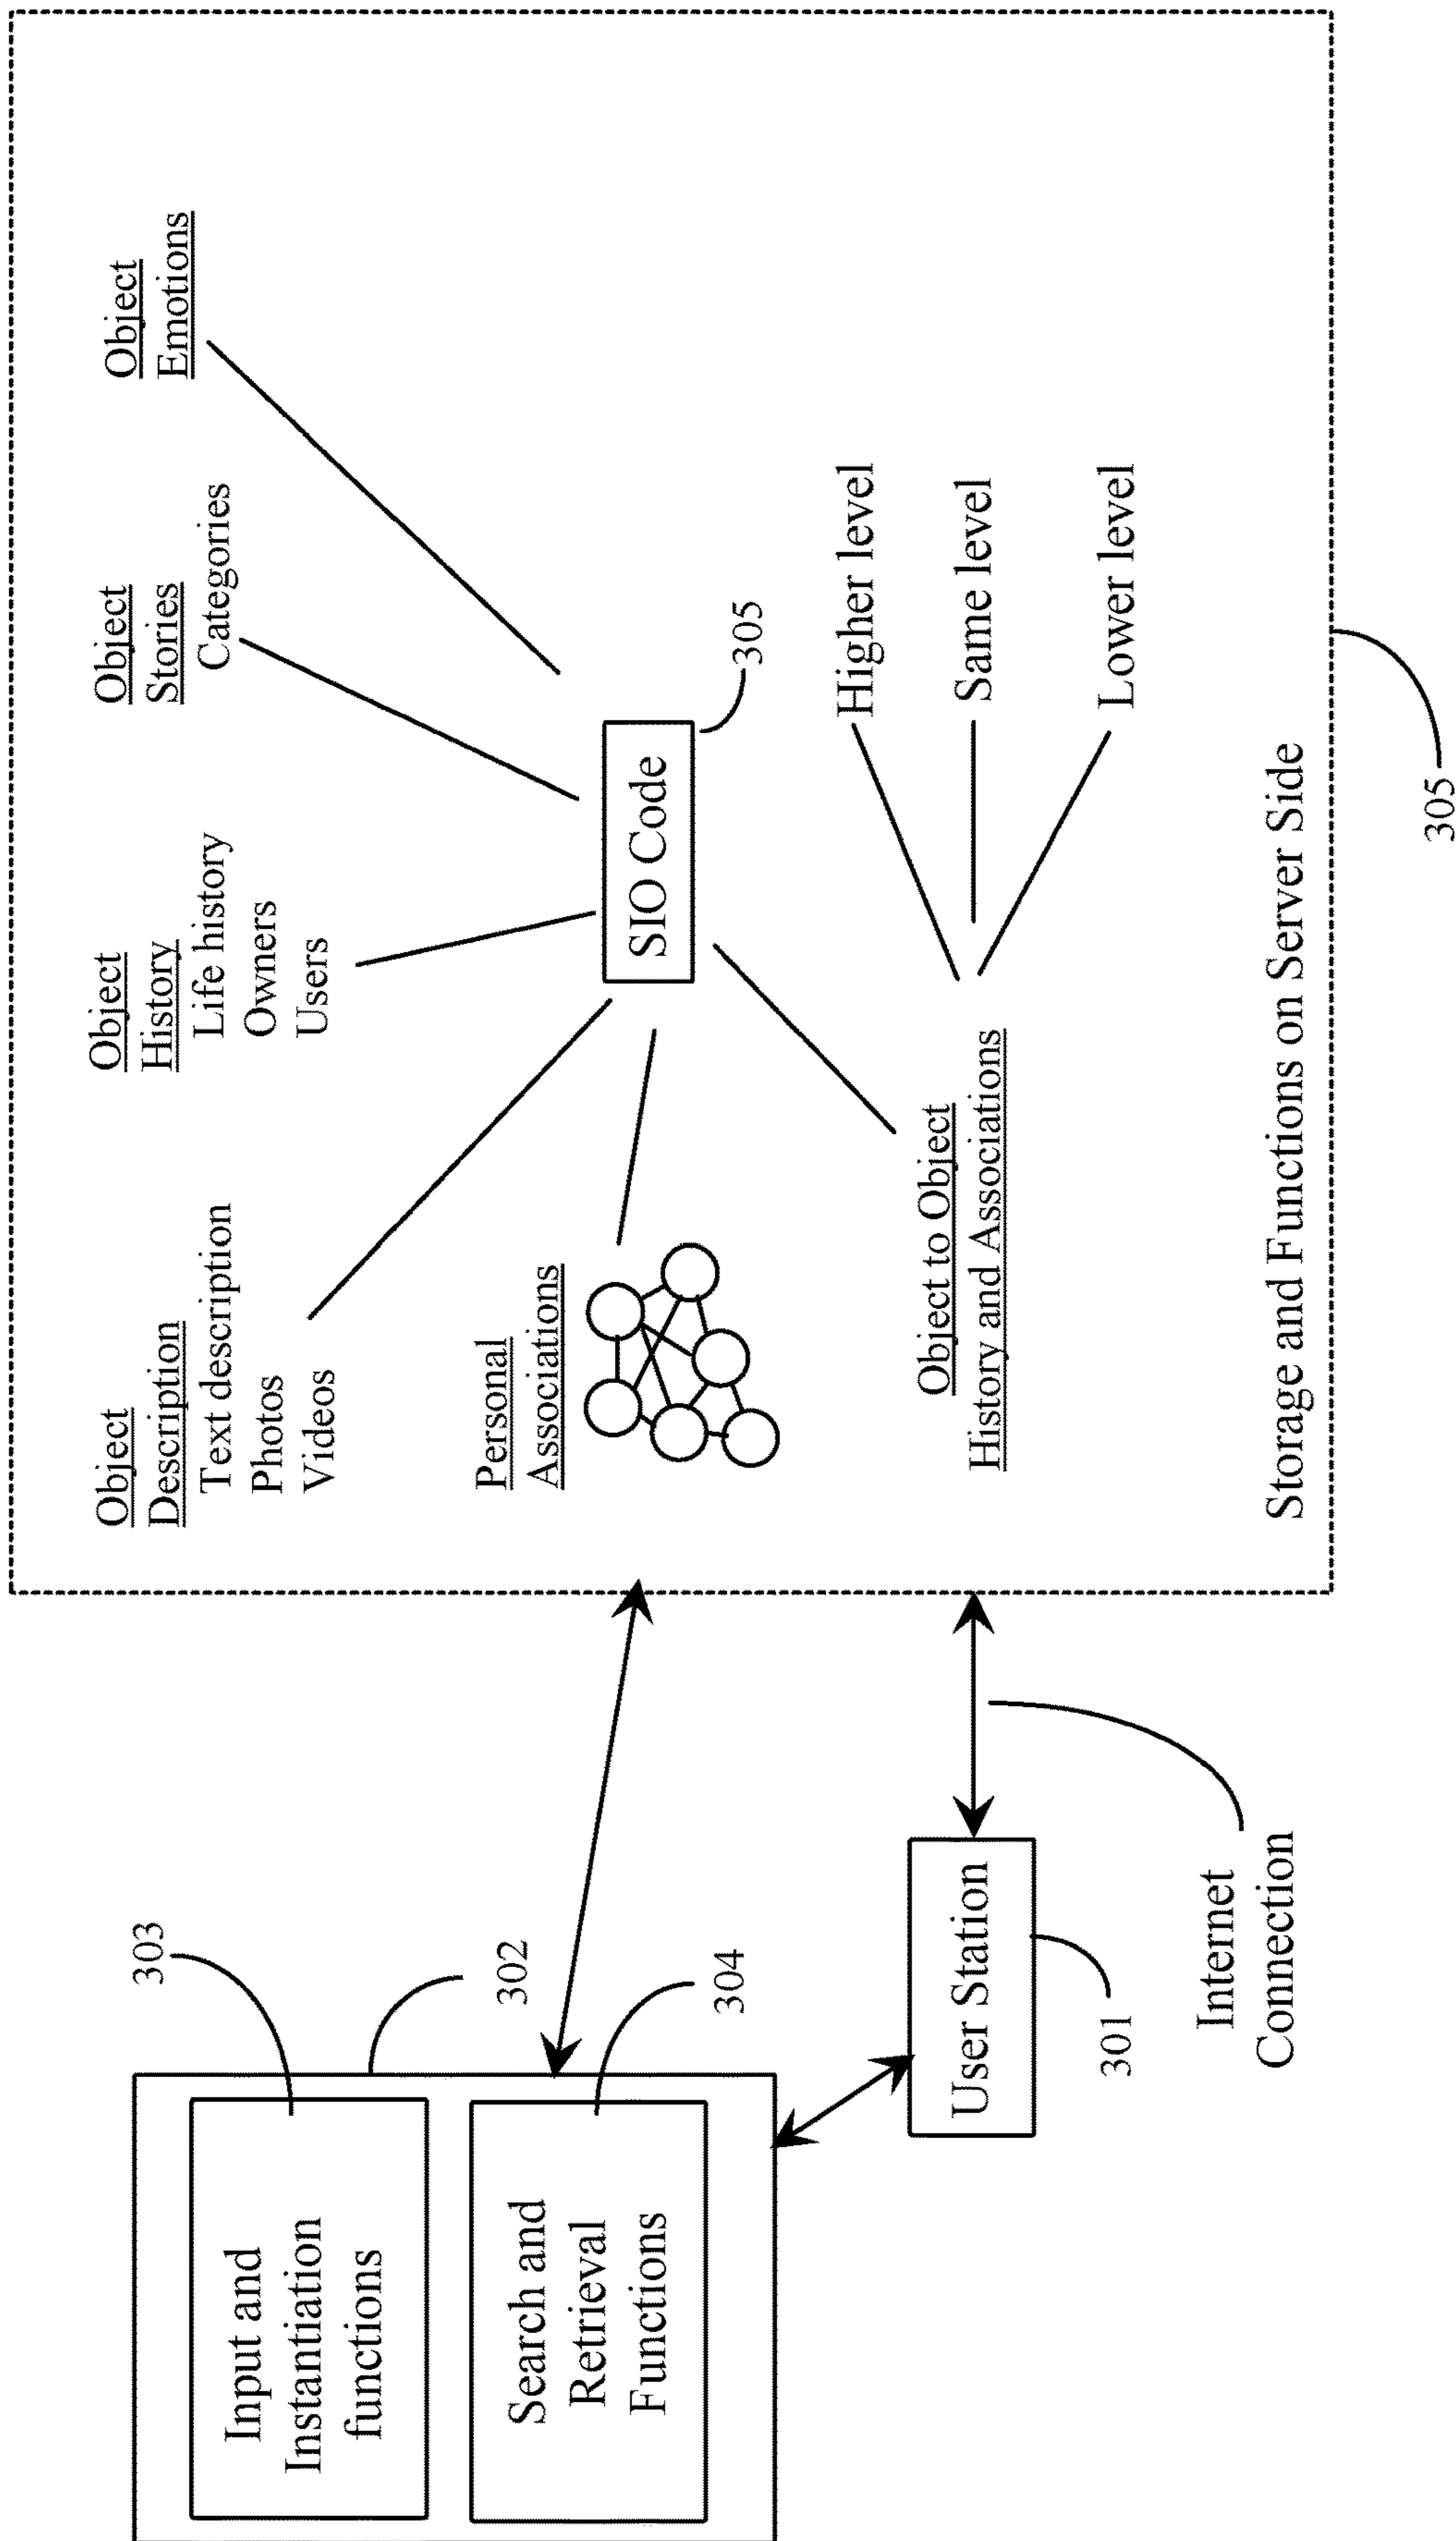 303
302
304
Input and
Instantiation
functions
Search and
Retrieval
Functions
User Station
301
Internet
Connection
Object
Description
Text description
Photos
Videos
Object
History
Life history
Owners
Users
Object
Stories
Categories
Object
Emotions
Personal
Associations
SIO Code
305
Object to Object
History and Associations
Higher level
Same level
Lower level
Storage and Functions on Server Side
305